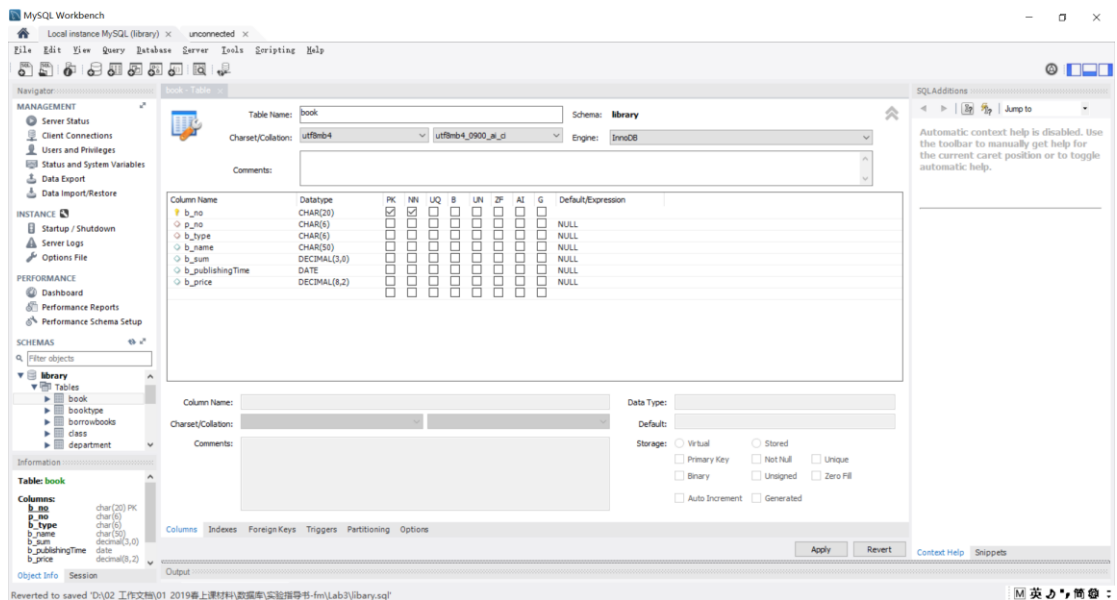 MySQL Workbench
Local instance MySQL (library) × unconnected ×
File Edit View Query Database Server Tools Scripting Help
Navigator
book - Table ×
SQLAdditions
MANAGEMENT
Server Status
Client Connections
Users and Privileges
Status and System Variables
Data Export
Data Import/Restore
INSTANCE
Startup / Shutdown
Server Logs
Options File
PERFORMANCE
Dashboard
Performance Reports
Performance Schema Setup
SCHEMAS
Filter objects
library
Tables
book
booktype
borrowbooks
class
department
Information
Table: book
Columns:
b_no char(20) PK
p_no char(6)
b_type char(6)
b_name char(50)
b_sum decimal(3,0)
b_publishingTime date
b_price decimal(8,2)
Object Info Session
Table Name: book Schema: library
Charset/Collation: utf8mb4 utf8mb4_0900_ai_ci Engine: InnoDB
Comments:
Column Name Datatype PK NN UQ B UN ZF AI G Default/Expression
b_no CHAR(20)
p_no CHAR(6) NULL
b_type CHAR(6) NULL
b_name CHAR(50) NULL
b_sum DECIMAL(3,0) NULL
b_publishingTime DATE NULL
b_price DECIMAL(8,2) NULL
Column Name: Data Type:
Charset/Collation: Default:
Comments: Storage: Virtual Stored
Primary Key Not Null Unique
Binary Unsigned Zero Fill
Auto Increment Generated
Columns Indexes Foreign Keys Triggers Partitioning Options
Apply Revert
Output
Jump to
Automatic context help is disabled. Use
the toolbar to manually get help for
the current caret position or to toggle
automatic help.
Context Help Snippets
Reverted to saved 'D:\02 工作文档\01 2019春上课材料\数据库\实验指导书-fm\Lab3\libary.sql'
M 英 简